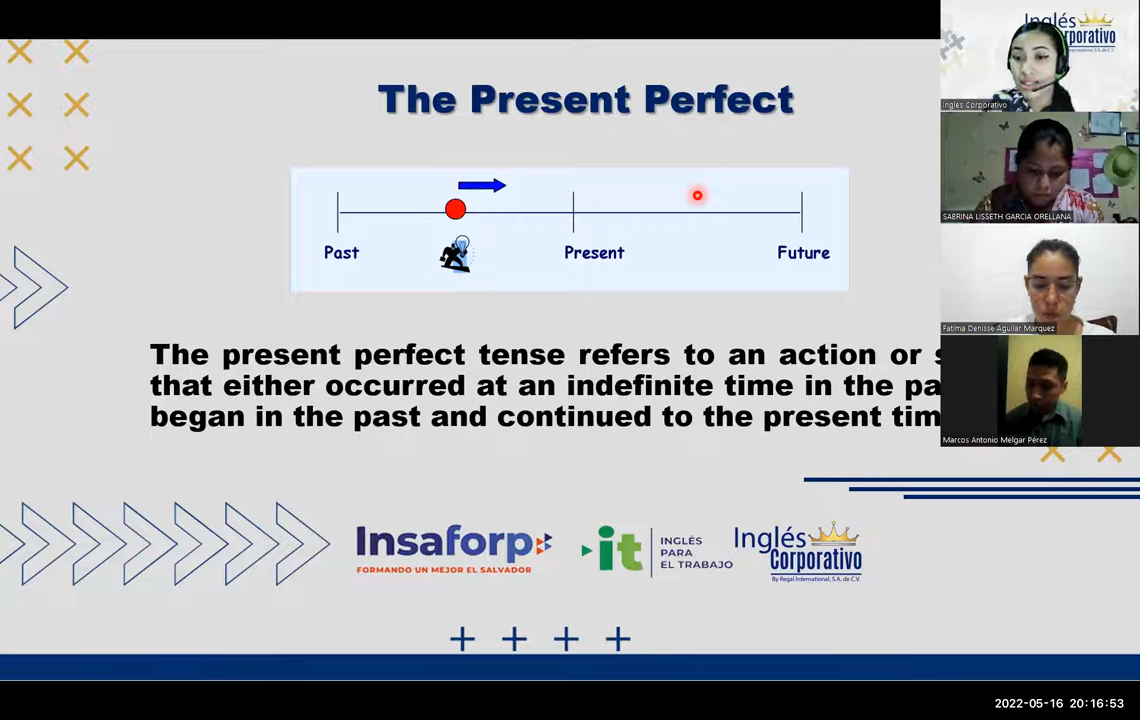 The Present Perfect
Past
Present
Future
The present perfect tense refers to an action or
that either occurred at an indefinite time in the
began in the past and continued to the present
Insaforp
FORMANDO UN MEJOR EL SALVADOR
it
INGLÉS
PARA
EL TRABAJO
Inglés
Corporativo
By Regal International, S.A. de C.V.
Inglés
Corporativo
Ingles Corporativo
SABRINA LISSETH GARCIA ORELLANA
Fatima Denisse Aguilar Marquez
Marcos Antonio Melgar Pérez
2022-05-16 20:16:53